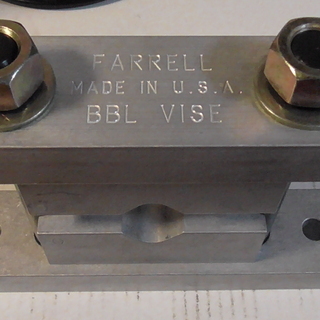 FARRELL
MADE IN U.S.A.
BBL VISE